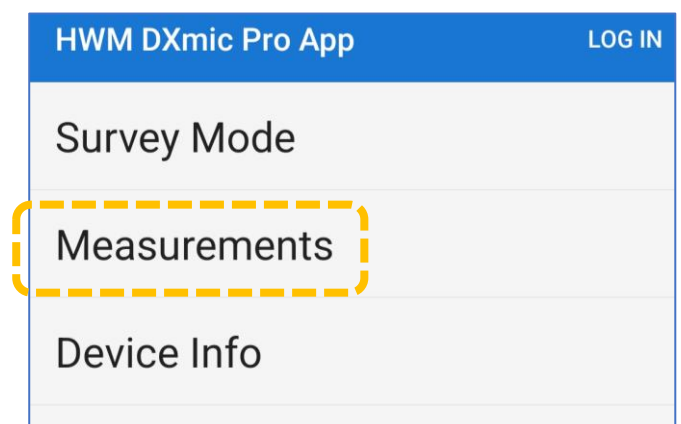 HWM DXmic Pro App LOG IN
Survey Mode
Measurements
Device Info